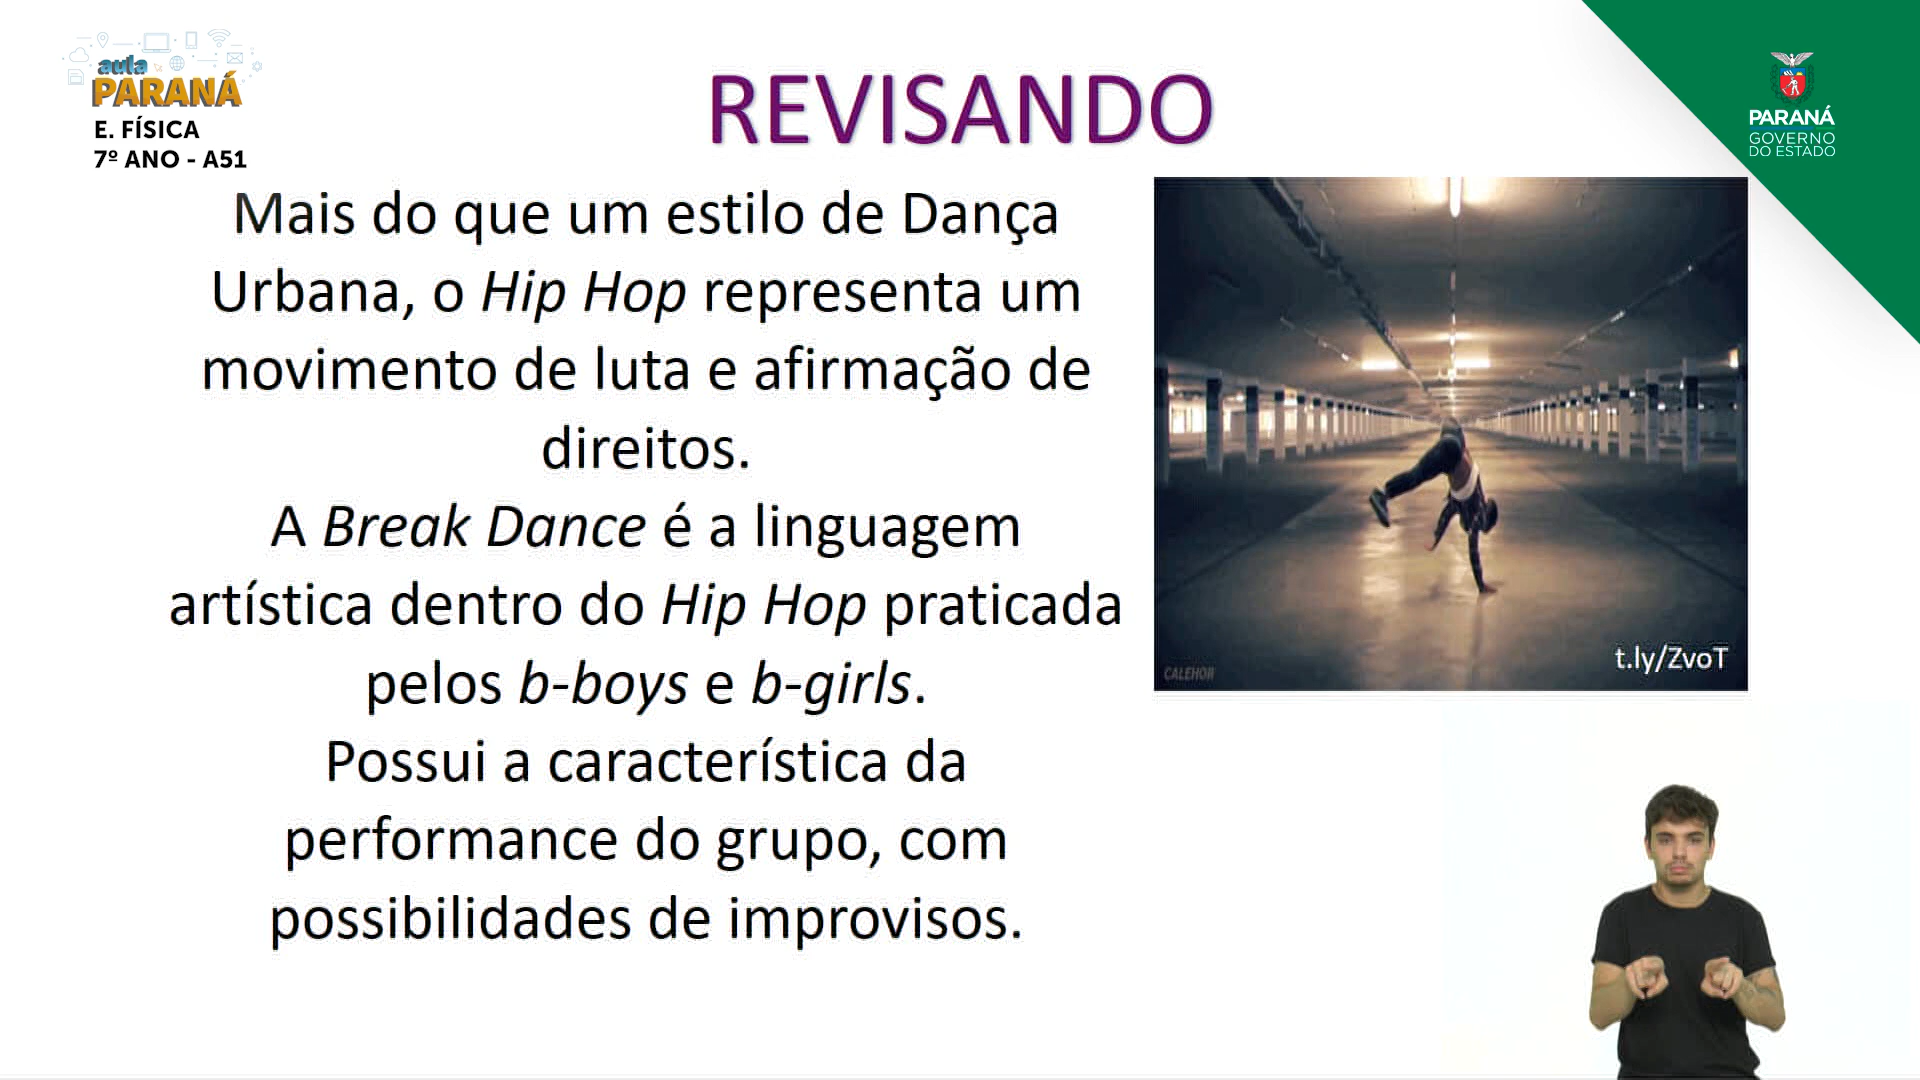 aula
PARANÁ
E. FÍSICA
7º ANO - A51
REVISANDO
PARANÁ
GOVERNO
DO ESTADO
Mais do que um estilo de Dança
Urbana, o Hip Hop representa um
movimento de luta e afirmação de
direitos.
A Break Dance é a linguagem
artística dentro do Hip Hop praticada
pelos b-boys e b-girls.
Possui a característica da
performance do grupo, com
possibilidades de improvisos.
t.ly/ZvoT
CALEHOR